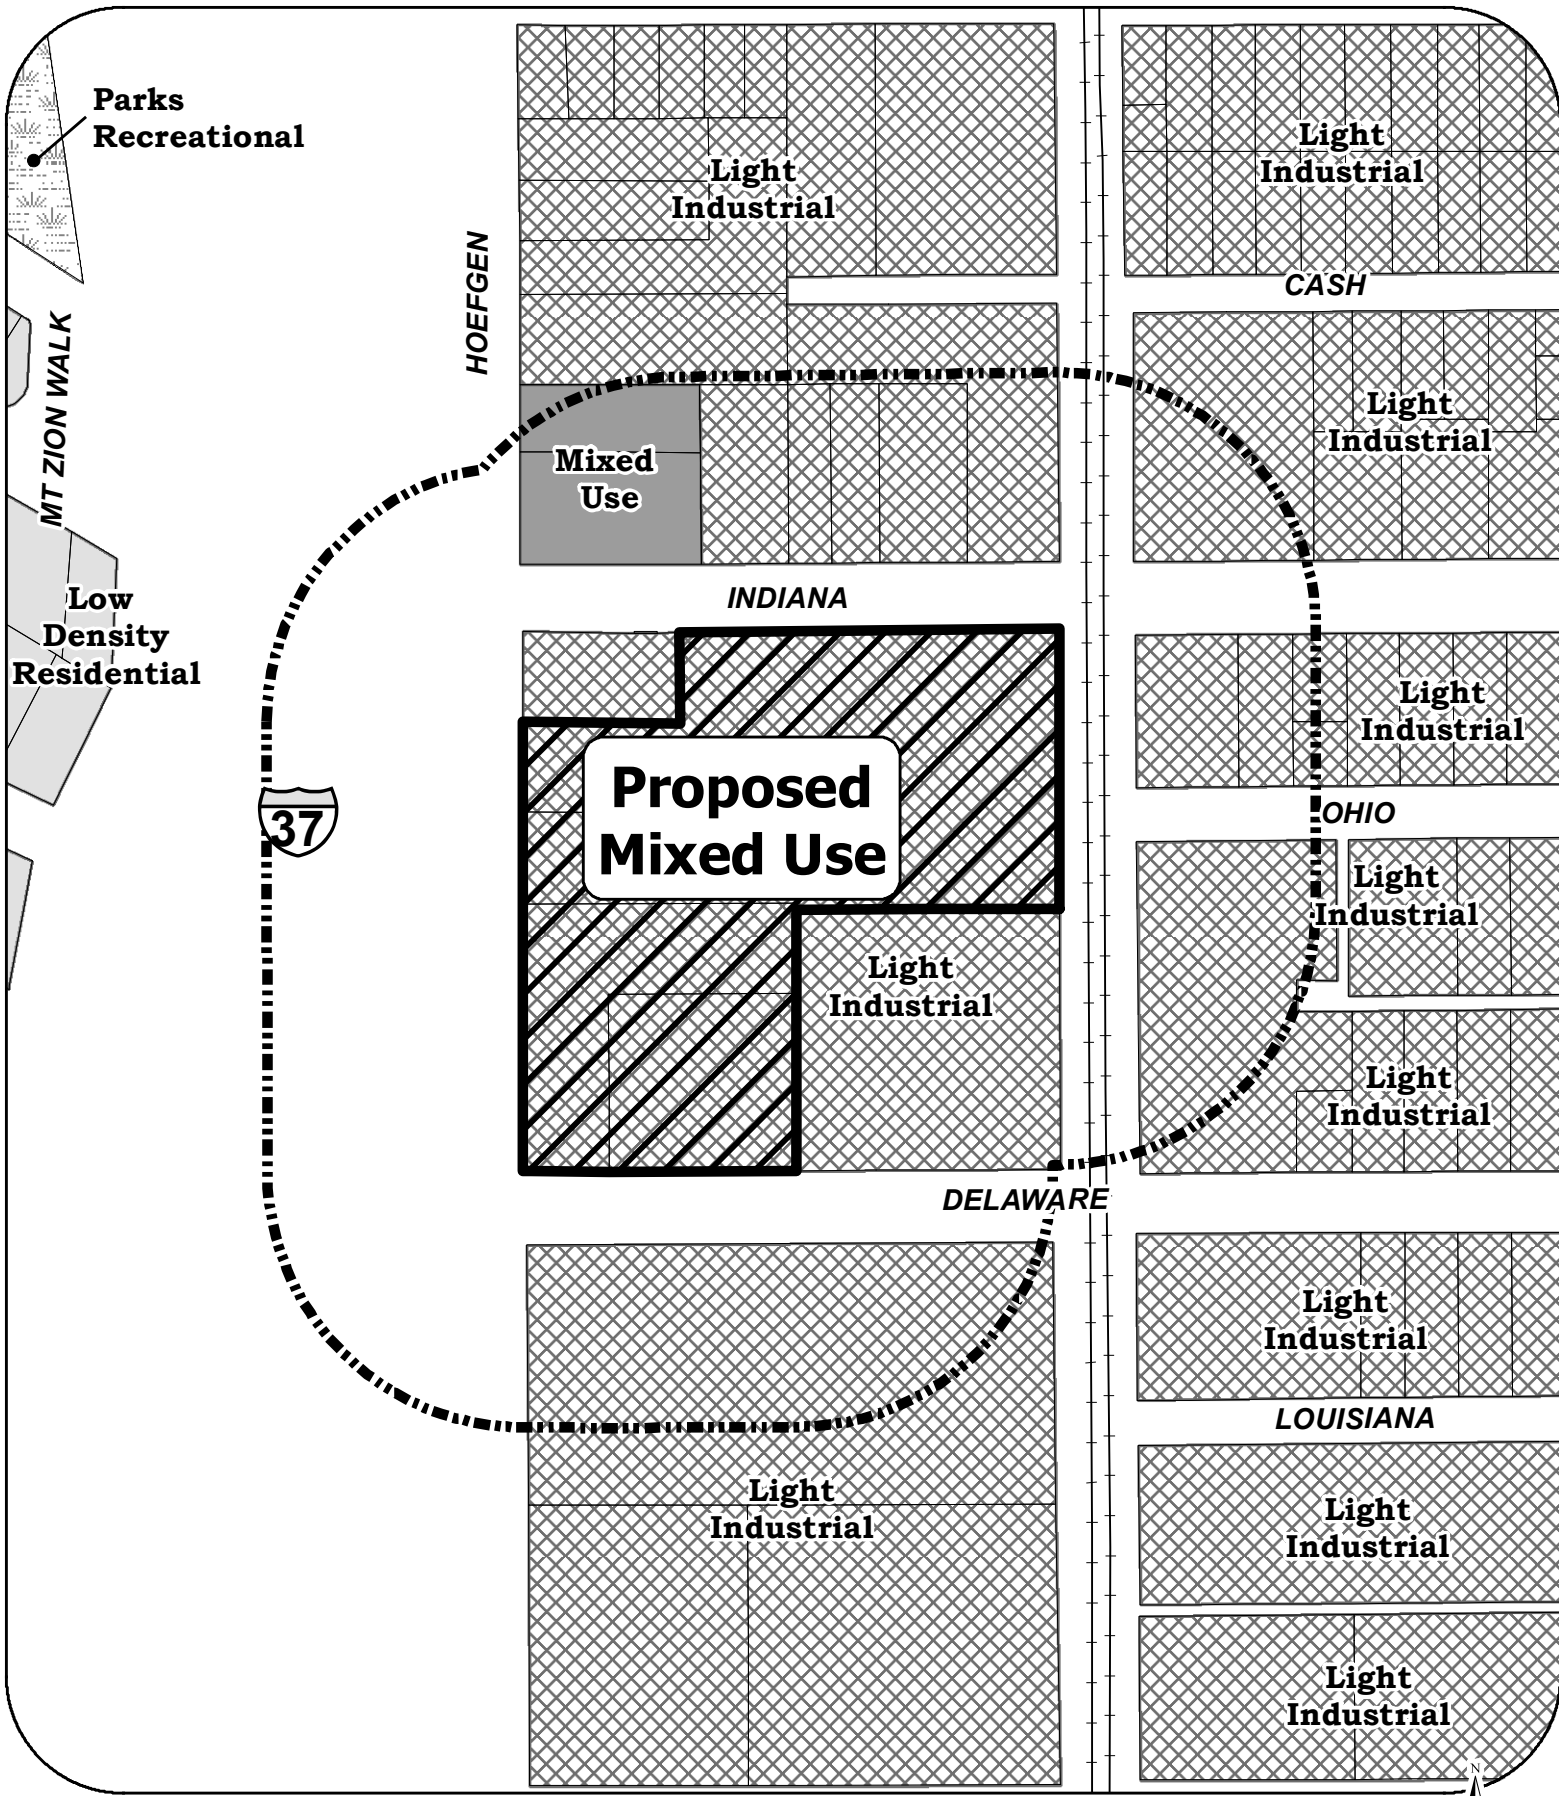 Parks
Recreational
Light
Industrial
Light
Industrial
HOEFGEN
CASH
MT ZION WALK
Light
Industrial
Mixed
Use
INDIANA
Low
Density
Residential
Light
Industrial
Proposed
Mixed Use
37
OHIO
Light
Industrial
Light
Industrial
Light
Industrial
DELAWARE
Light
Industrial
LOUISIANA
Light
Industrial
Light
Industrial
Light
Industrial
N